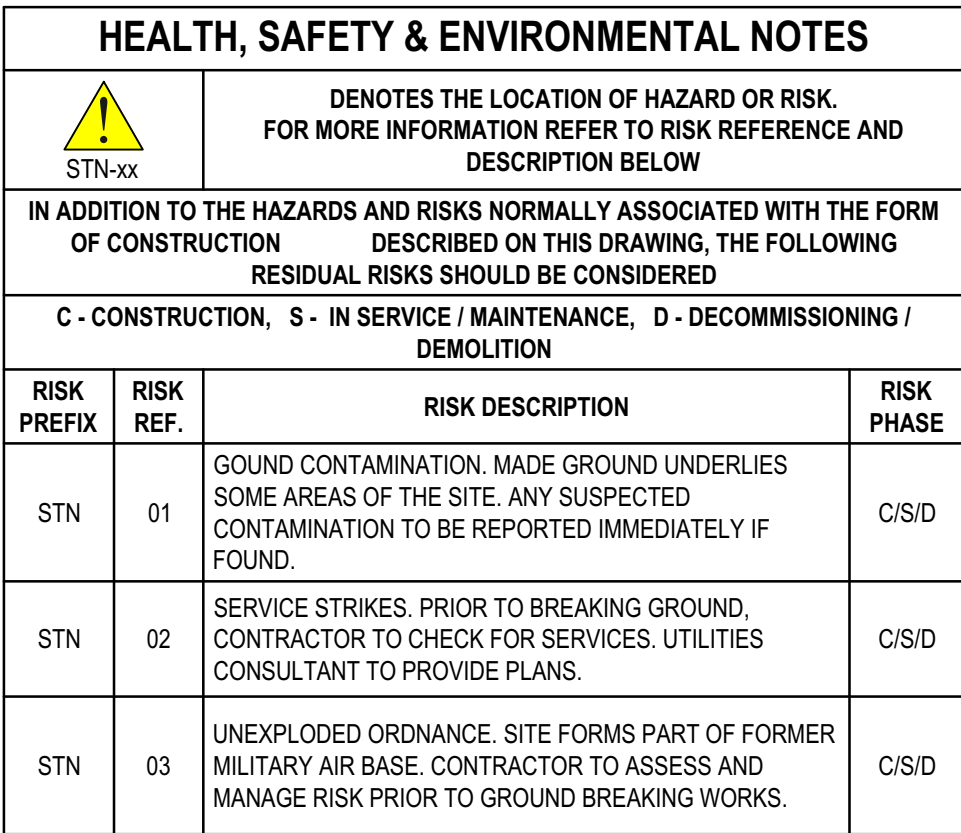 HEALTH, SAFETY & ENVIRONMENTAL NOTES
!
STN-xx
DENOTES THE LOCATION OF HAZARD OR RISK.
FOR MORE INFORMATION REFER TO RISK REFERENCE AND
DESCRIPTION BELOW
IN ADDITION TO THE HAZARDS AND RISKS NORMALLY ASSOCIATED WITH THE FORM
OF CONSTRUCTION DESCRIBED ON THIS DRAWING, THE FOLLOWING
RESIDUAL RISKS SHOULD BE CONSIDERED
C - CONSTRUCTION, S - IN SERVICE / MAINTENANCE, D - DECOMMISSIONING /
DEMOLITION
RISK
PREFIX
RISK
REF.
RISK DESCRIPTION
RISK
PHASE
STN
01
GOUND CONTAMINATION. MADE GROUND UNDERLIES
SOME AREAS OF THE SITE. ANY SUSPECTED
CONTAMINATION TO BE REPORTED IMMEDIATELY IF
FOUND.
C/S/D
STN
02
SERVICE STRIKES. PRIOR TO BREAKING GROUND,
CONTRACTOR TO CHECK FOR SERVICES. UTILITIES
CONSULTANT TO PROVIDE PLANS.
C/S/D
STN
03
UNEXPLODED ORDNANCE. SITE FORMS PART OF FORMER
MILITARY AIR BASE. CONTRACTOR TO ASSESS AND
MANAGE RISK PRIOR TO GROUND BREAKING WORKS.
C/S/D